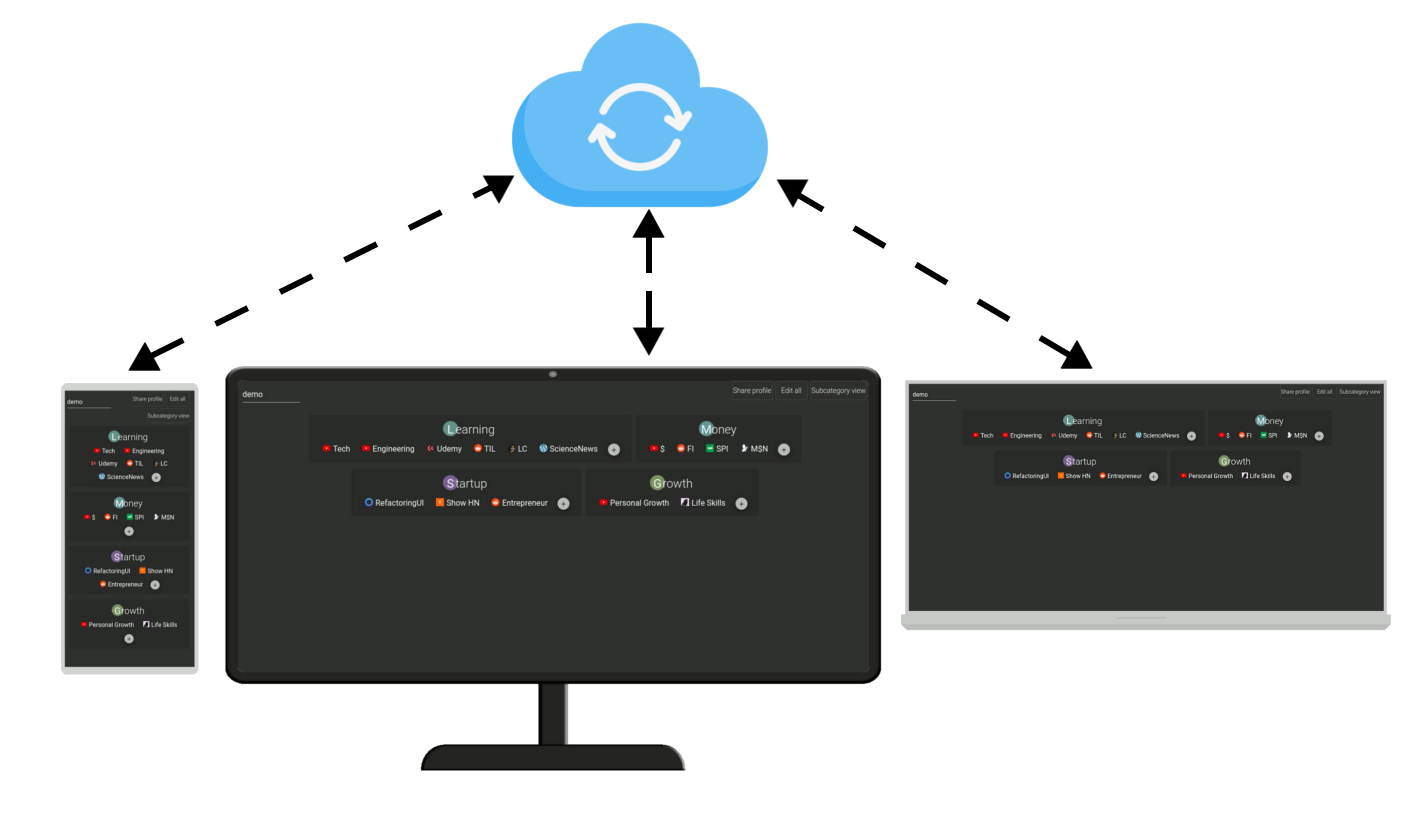 demo
Share profile Edit all
Subcategory view
Learning
Tech Engineering
Udemy TIL LC
ScienceNews
Money
$ FI SPI M$N
Startup
RefactoringUI Show HN
Entrepreneur
Growth
Personal Growth Life Skills
demo
Share profile Edit all Subcategory view
Learning
Tech Engineering Udemy TIL LC ScienceNews
Money
$ FI SPI M$N
Startup
RefactoringUI Show HN Entrepreneur
Growth
Personal Growth Life Skills
demo
Share profile Edit all Subcategory view
Learning
Tech Engineering Udemy TIL LC ScienceNews
Money
$ FI SPI M$N
Startup
RefactoringUI Show HN Entrepreneur
Growth
Personal Growth Life Skills